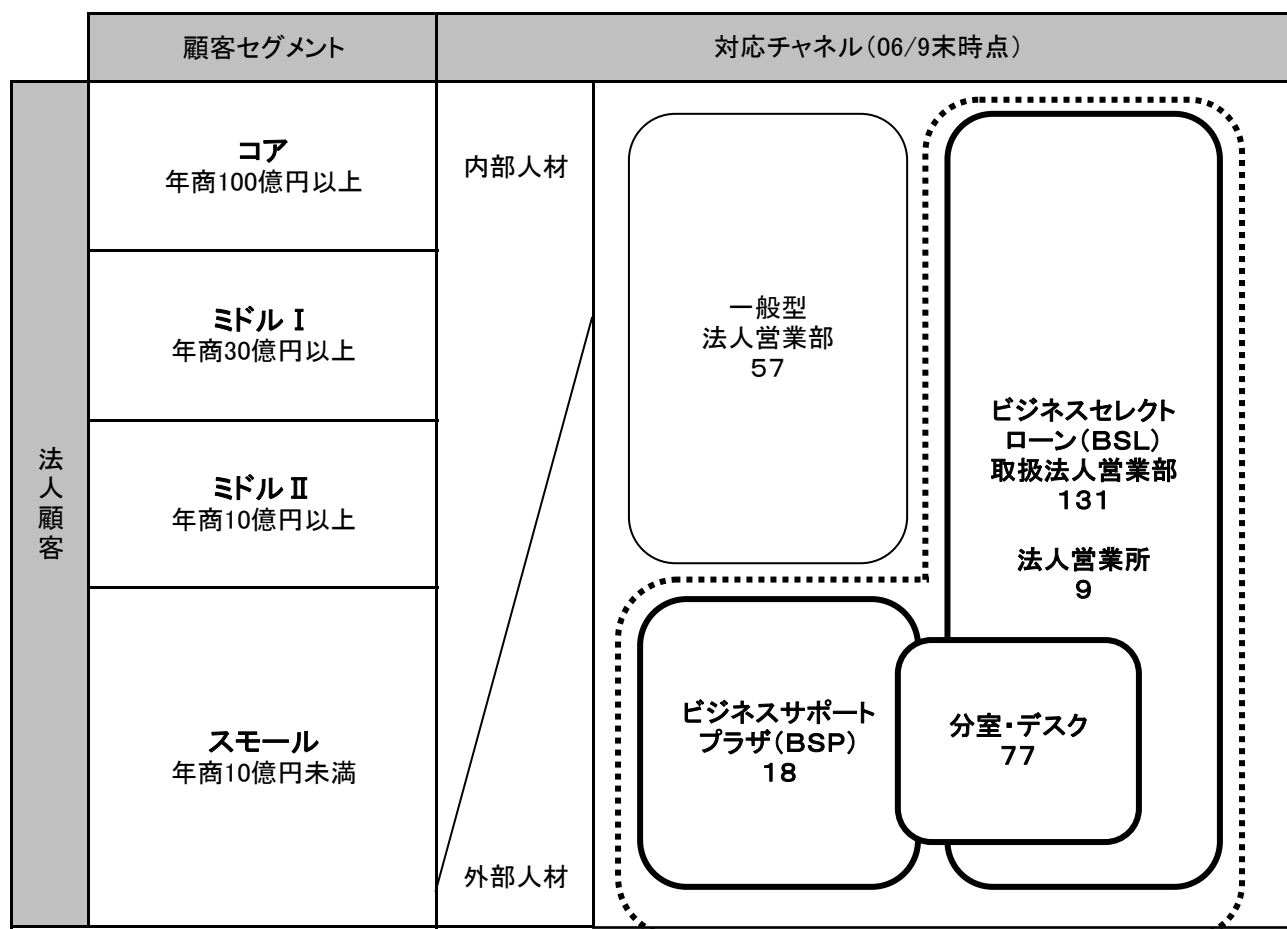 顧客セグメント
対応チャネル（06/9末時点）
法人顧客
コア
年商100億円以上
ミドルⅠ
年商30億円以上
ミドルⅡ
年商10億円以上
スモール
年商10億円未満
内部人材
外部人材
一般型
法人営業部
57
ビジネスセレクト
ローン（BSL）
取扱法人営業部
131
法人営業所
9
ビジネスサポート
プラザ（BSP）
18
分室・デスク
77